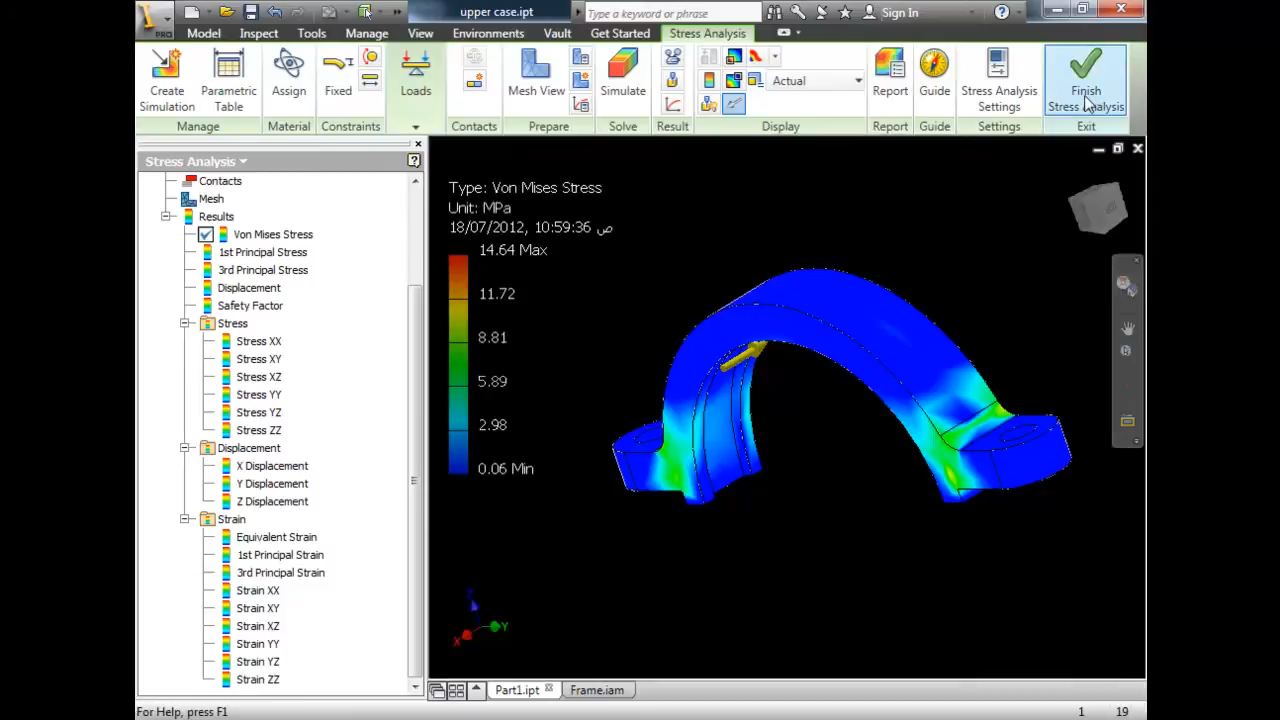 PRO
upper case.ipt
Type a keyword or phrase
Sign In
Model Inspect Tools Manage View Environments Vault Get Started Stress Analysis
Create Simulation
Parametric Table
Assign
Fixed
Loads
Mesh View
Simulate
Actual
Report
Guide
Stress Analysis Settings
Finish Stress Analysis
Manage Material Constraints Contacts Prepare Solve Result Display Report Guide Settings Exit
Stress Analysis
Contacts
Mesh
Results
Von Mises Stress
1st Principal Stress
3rd Principal Stress
Displacement
Safety Factor
Stress
Stress XX
Stress XY
Stress XZ
Stress YY
Stress YZ
Stress ZZ
Displacement
X Displacement
Y Displacement
Z Displacement
Strain
Equivalent Strain
1st Principal Strain
3rd Principal Strain
Strain XX
Strain XY
Strain XZ
Strain YY
Strain YZ
Strain ZZ
Type: Von Mises Stress
Unit: MPa
18/07/2012, 10:59:36 ص
14.64 Max
11.72
8.81
5.89
2.98
0.06 Min
Z
X
Y
Part1.ipt
Frame.iam
For Help, press F1
1 19